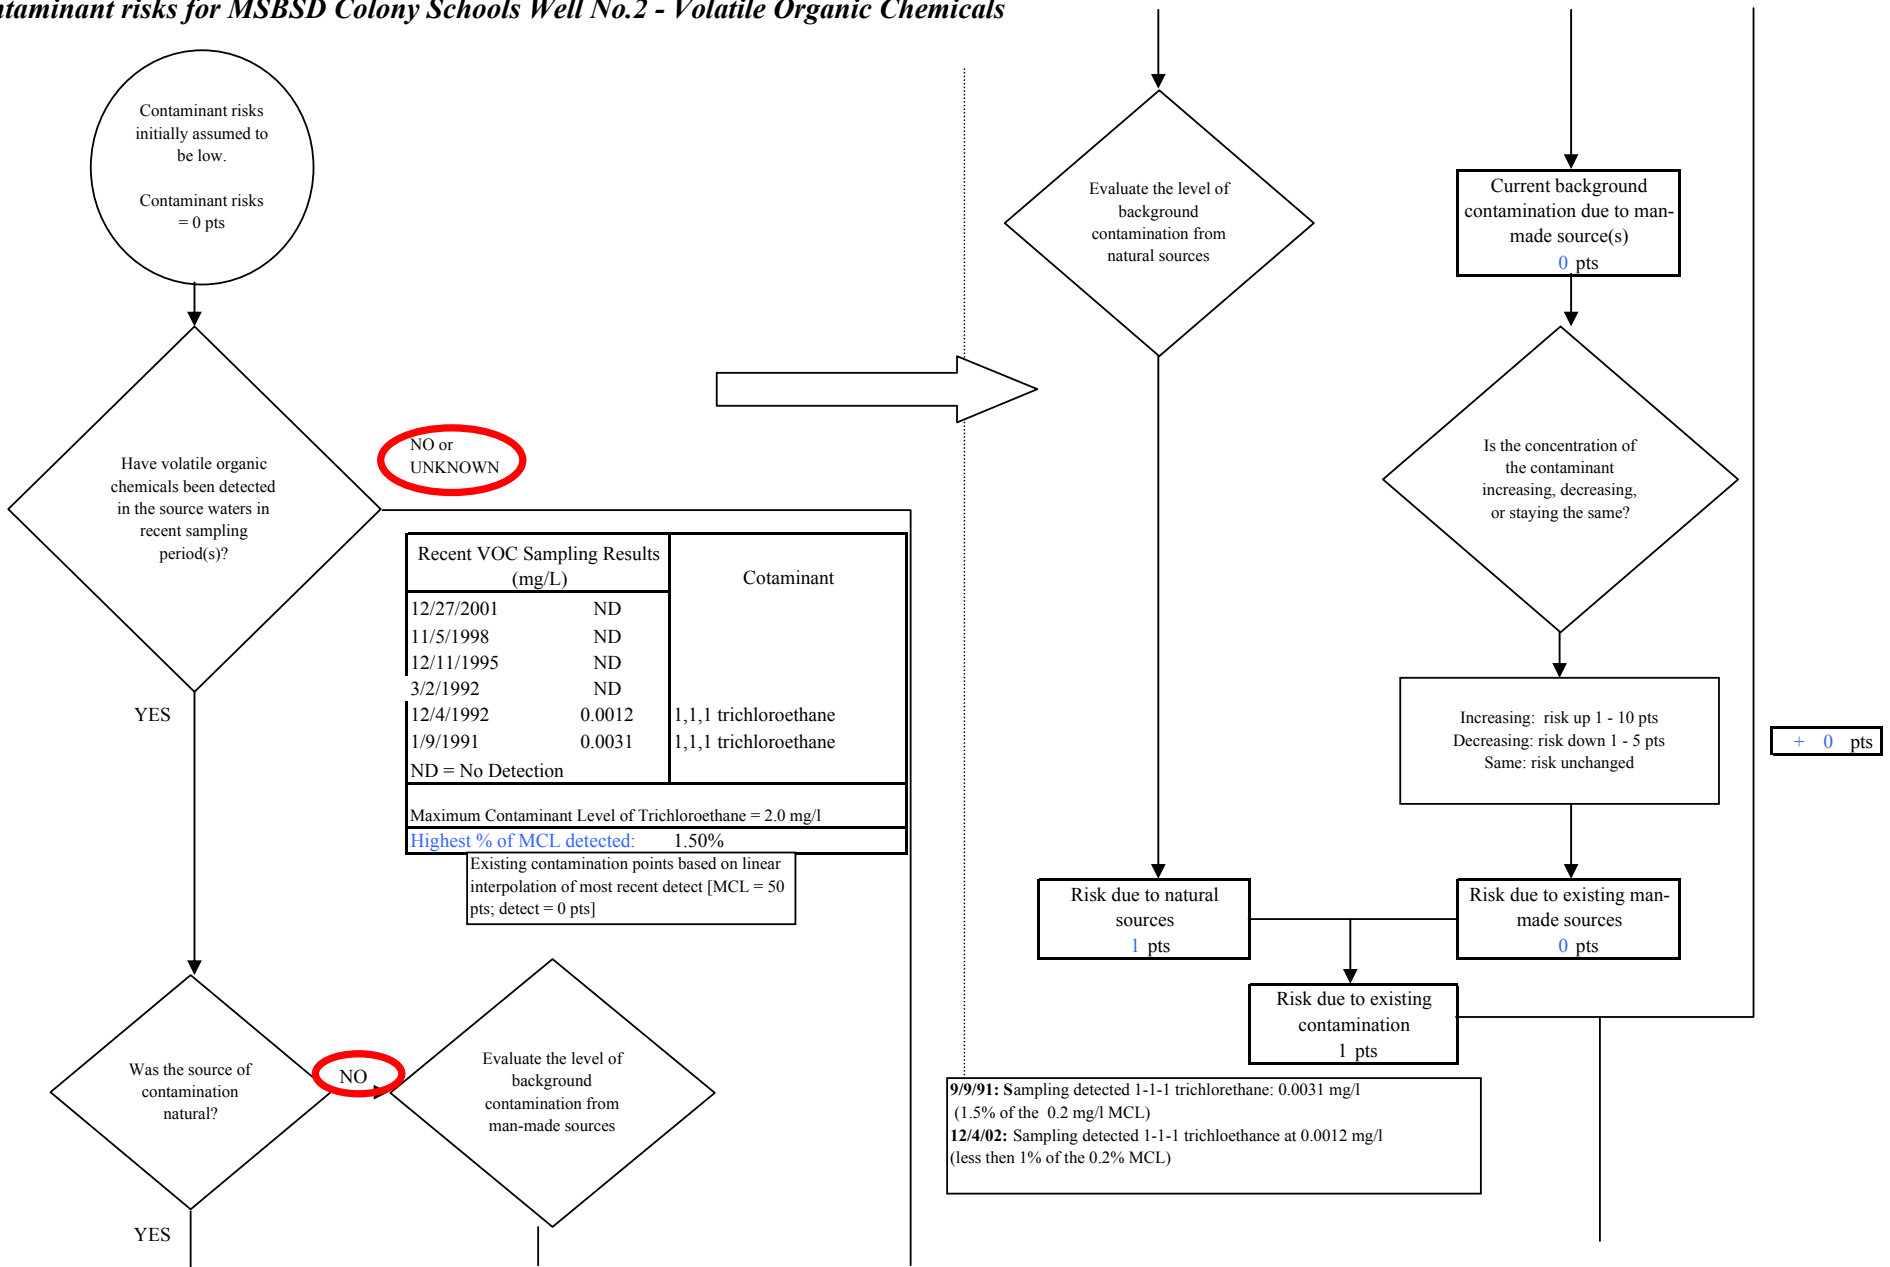 ntaminant risks for MSBSD Colony Schools Well No.2 - Volatile Organic Chemicals
Contaminant risks
initially assumed to
be low.
Contaminant risks
= 0 pts
Have volatile organic
chemicals been detected
in the source waters in
recent sampling
period(s)?
NO or
UNKNOWN
YES
Recent VOC Sampling Results
(mg/L)
Cotaminant
12/27/2001 ND
11/5/1998 ND
12/11/1995 ND
3/2/1992 ND
12/4/1992 0.0012 1,1,1 trichloroethane
1/9/1991 0.0031 1,1,1 trichloroethane
ND = No Detection
Maximum Contaminant Level of Trichloroethane = 2.0 mg/l
Highest % of MCL detected: 1.50%
Existing contamination points based on linear
interpolation of most recent detect [MCL = 50
pts; detect = 0 pts]
Was the source of
contamination
natural?
NO
YES
Evaluate the level of
background
contamination from
man-made sources
Evaluate the level of
background
contamination from
natural sources
Current background
contamination due to man-
made source(s)
0 pts
Is the concentration of
the contaminant
increasing, decreasing,
or staying the same?
Increasing: risk up 1 - 10 pts
Decreasing: risk down 1 - 5 pts
Same: risk unchanged
+ 0 pts
Risk due to natural
sources
1 pts
Risk due to existing man-
made sources
0 pts
Risk due to existing
contamination
1 pts
9/9/91: Sampling detected 1-1-1 trichlorethane: 0.0031 mg/l
(1.5% of the 0.2 mg/l MCL)
12/4/02: Sampling detected 1-1-1 trichloethance at 0.0012 mg/l
(less then 1% of the 0.2% MCL)